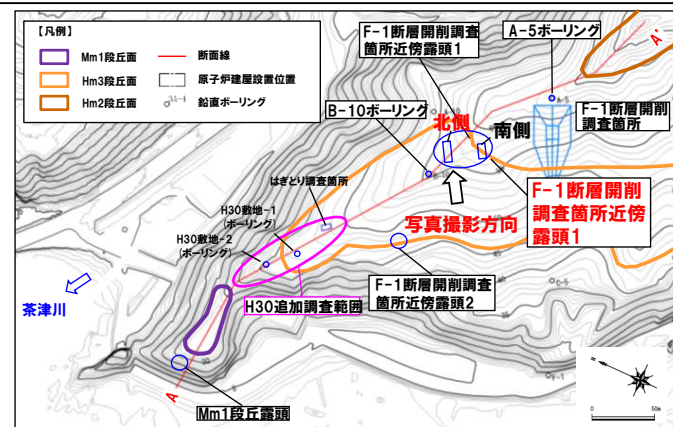 【凡例】
Mm1段丘面
断面線
Hm3段丘面
原子炉建屋設置位置
Hm2段丘面
鉛直ボーリング
F-1断層開削調査
箇所近傍露頭1
A-5ボーリング
A'
B-10ボーリング
北側
南側
F-1断層開削
調査箇所
はぎとり調査箇所
F-1断層開削
調査箇所近傍
露頭1
写真撮影方向
H30敷地-1
(ボーリング)
H30敷地-2
(ボーリング)
F-1断層開削調査
箇所近傍露頭2
H30追加調査範囲
茶津川
A
Mm1段丘露頭
0
50m